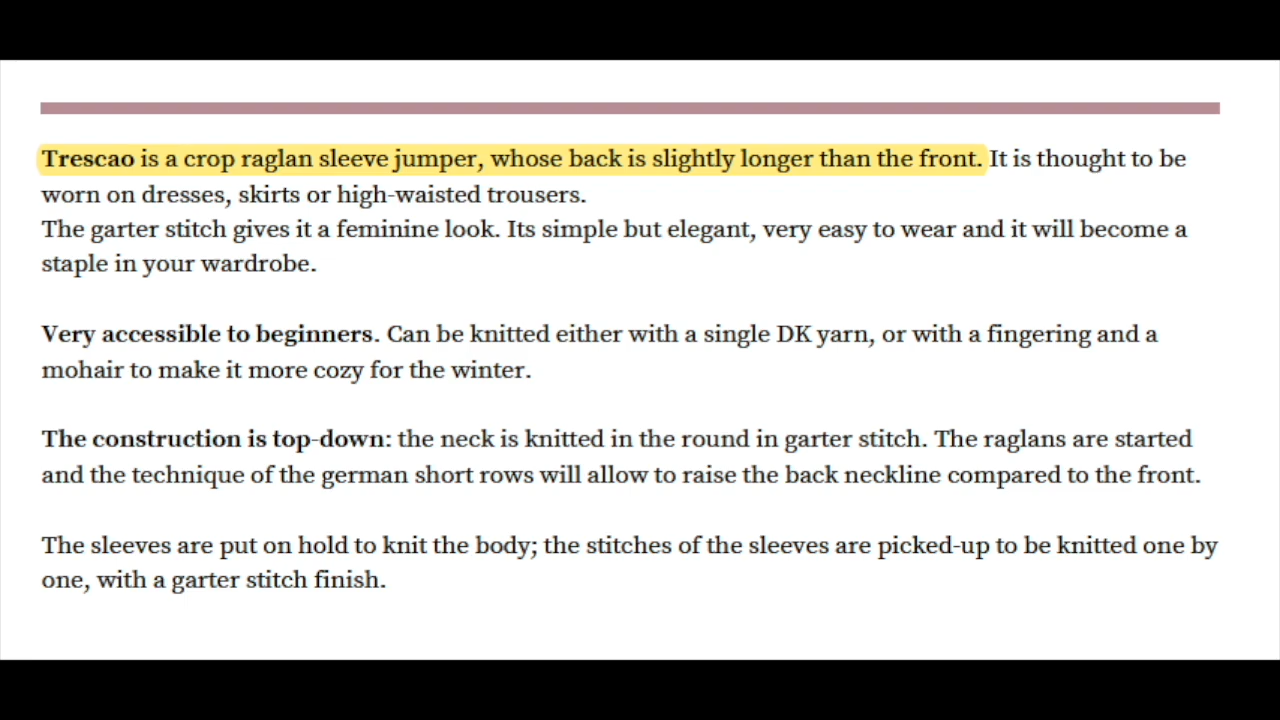 Trescao is a crop raglan sleeve jumper, whose back is slightly longer than the front. It is thought to be
worn on dresses, skirts or high-waisted trousers.
The garter stitch gives it a feminine look. Its simple but elegant, very easy to wear and it will become a
staple in your wardrobe.
Very accessible to beginners. Can be knitted either with a single DK yarn, or with a fingering and a
mohair to make it more cozy for the winter.
The construction is top-down: the neck is knitted in the round in garter stitch. The raglans are started
and the technique of the german short rows will allow to raise the back neckline compared to the front.
The sleeves are put on hold to knit the body; the stitches of the sleeves are picked-up to be knitted one by
one, with a garter stitch finish.